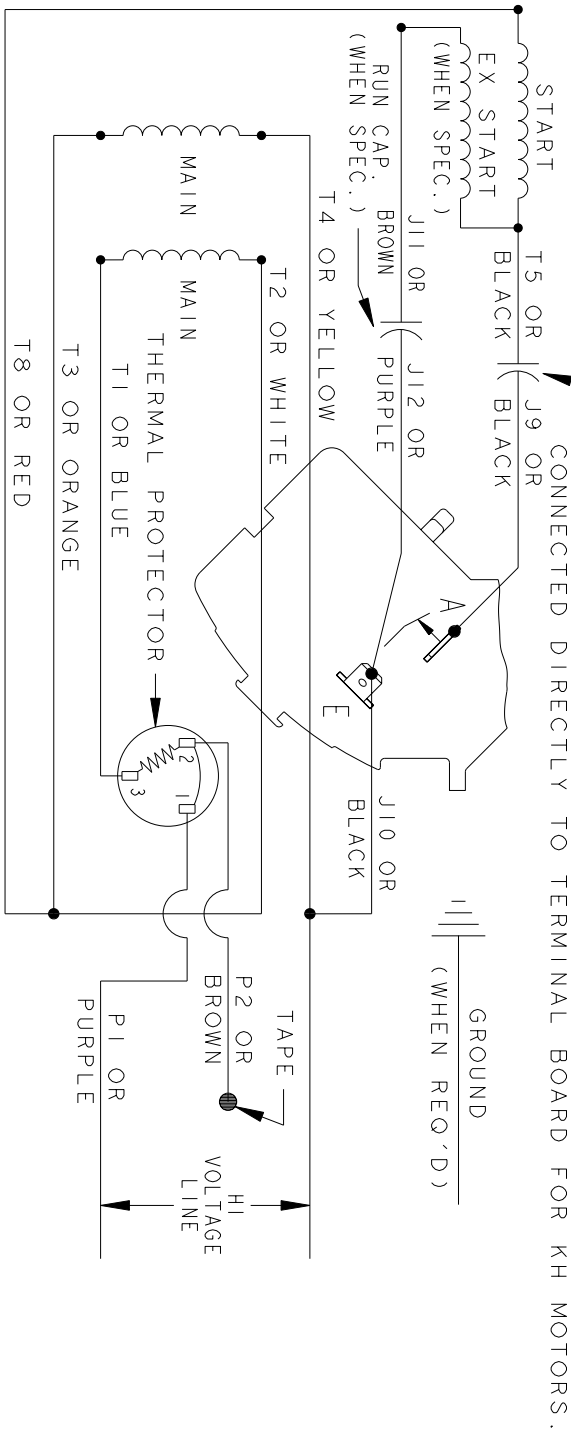 CONNECTED DIRECTLY TO TERMINAL BOARD FOR KH MOTORS.
START
T5 OR
BLACK
J9 OR
BLACK
EX START
(WHEN SPEC.)
RUN CAP.
(WHEN SPEC.)
J11 OR
BROWN
J12 OR
PURPLE
A
E
J10 OR
BLACK
GROUND
(WHEN REQ'D)
T4 OR YELLOW
MAIN
T2 OR WHITE
MAIN
THERMAL PROTECTOR
T1 OR BLUE
T3 OR ORANGE
T8 OR RED
2
1
3
TAPE
P2 OR
BROWN
P1 OR
PURPLE
HI
VOLTAGE
LINE